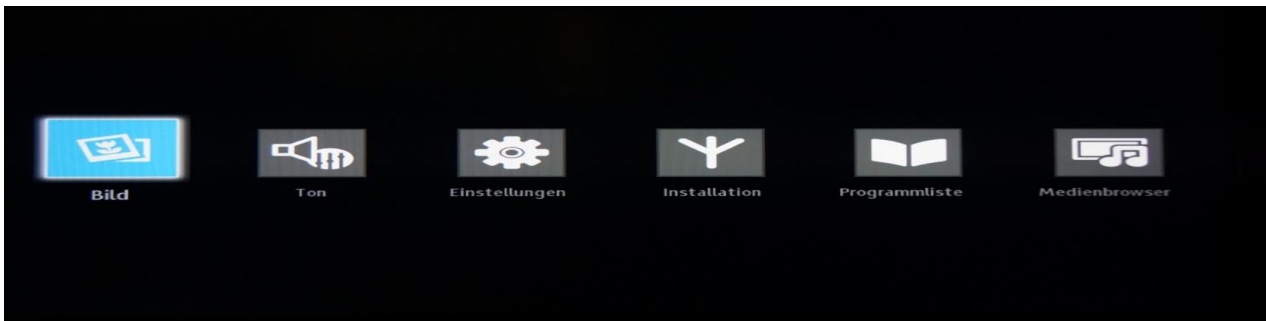 Bild
Ton
Einstellungen
Installation
Programmliste
Medienbrowser